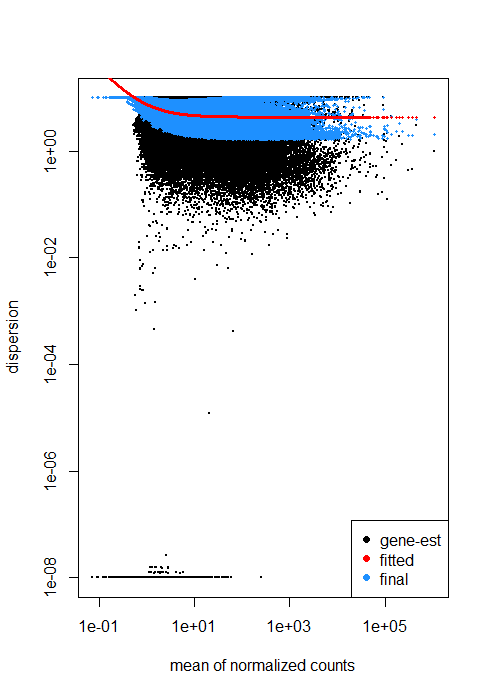 dispersion
1e+00
1e-02
1e-04
1e-06
1e-08
gene-est
fitted
final
1e-01
1e+01
1e+03
1e+05
mean of normalized counts